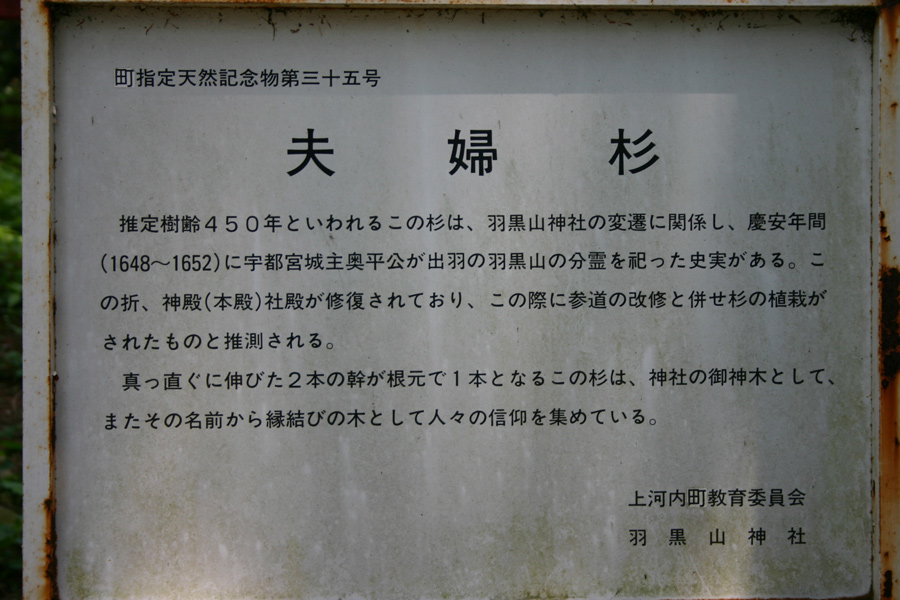 町指定天然記念物第三十五号
夫婦杉
推定樹齢４５０年といわれるこの杉は、羽黒山神社の変遷に関係し、慶安年間
(1648～1652)に宇都宮城主奥平公が出羽の羽黒山の分霊を祀った史実がある。こ
の折、神殿(本殿)社殿が修復されており、この際に参道の改修と併せ杉の植栽が
されたものと推測される。
真っ直ぐに伸びた２本の幹が根元で１本となるこの杉は、神社の御神木として、
またその名前から縁結びの木として人々の信仰を集めている。
上河内町教育委員会
羽黒山神社